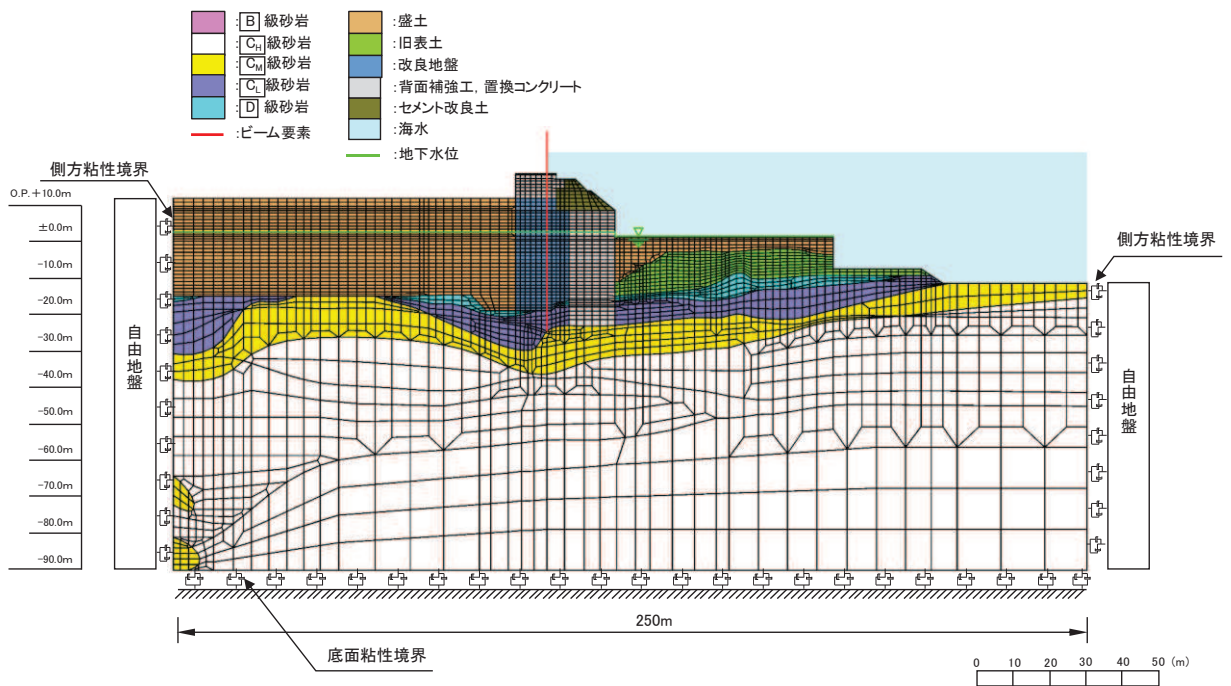 :B 級砂岩
:CH級砂岩
:CM級砂岩
:CL級砂岩
:D 級砂岩
:ビーム要素
:盛土
:旧表土
:改良地盤
:背面補強工, 置換コンクリート
:セメント改良土
:海水
:地下水位
側方粘性境界
側方粘性境界
O.P.+10.0m
±0.0m
-10.0m
-20.0m
-30.0m
-40.0m
-50.0m
-60.0m
-70.0m
-80.0m
-90.0m
自由地盤
自由地盤
250m
底面粘性境界
0 10 20 30 40 50 (m)